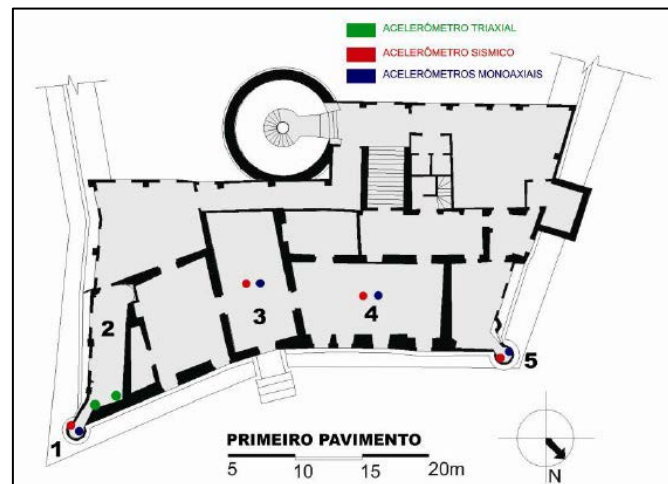 ACELERÔMETRO TRIAXIAL
ACELERÔMETRO SISMICO
ACELERÔMETROS MONOAXIAIS
2
3
4
5
1
PRIMEIRO PAVIMENTO
5 10 15 20m
N